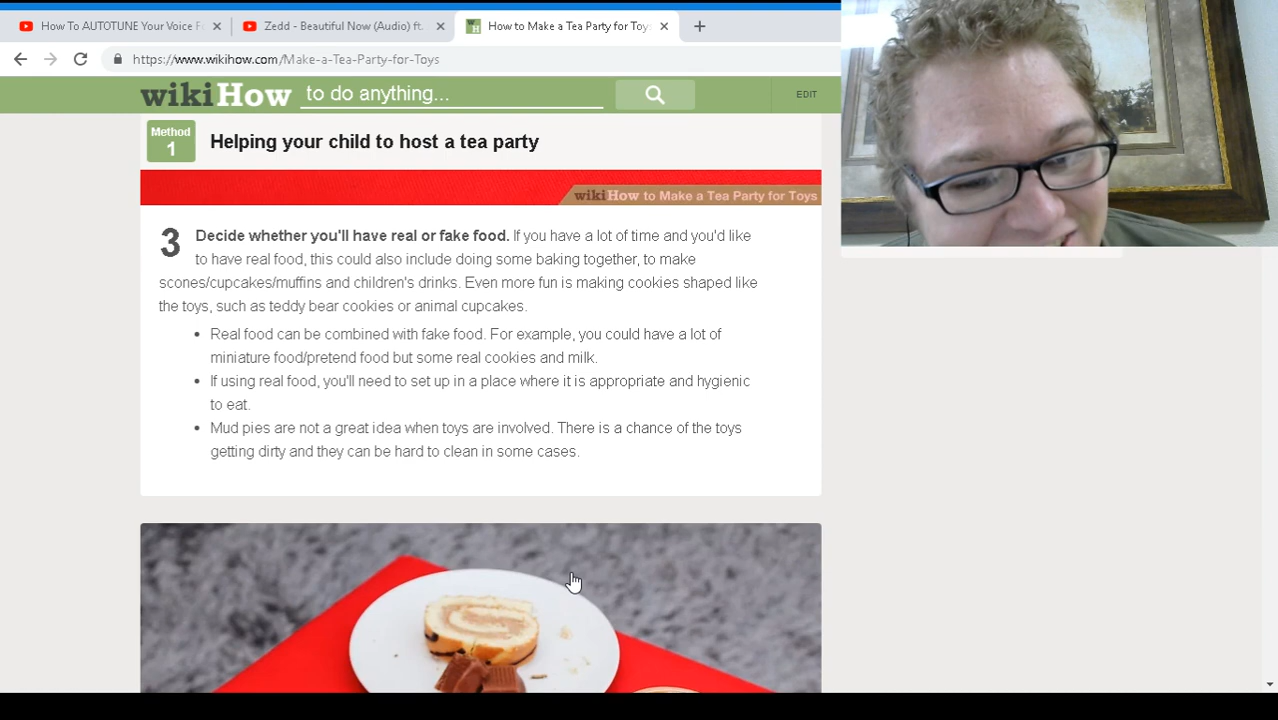 How To AUTOTUNE Your Voice F
Zedd - Beautiful Now (Audio) ft.
How to Make a Tea Party for Toys
https://www.wikihow.com/Make-a-Tea-Party-for-Toys
wikiHow to do anything...
EDIT
Method
1
Helping your child to host a tea party
wikiHow to Make a Tea Party for Toys
3
Decide whether you'll have real or fake food. If you have a lot of time and you'd like
to have real food, this could also include doing some baking together, to make
scones/cupcakes/muffins and children's drinks. Even more fun is making cookies shaped like
the toys, such as teddy bear cookies or animal cupcakes.
Real food can be combined with fake food. For example, you could have a lot of
miniature food/pretend food but some real cookies and milk.
If using real food, you'll need to set up in a place where it is appropriate and hygienic
to eat.
Mud pies are not a great idea when toys are involved. There is a chance of the toys
getting dirty and they can be hard to clean in some cases.